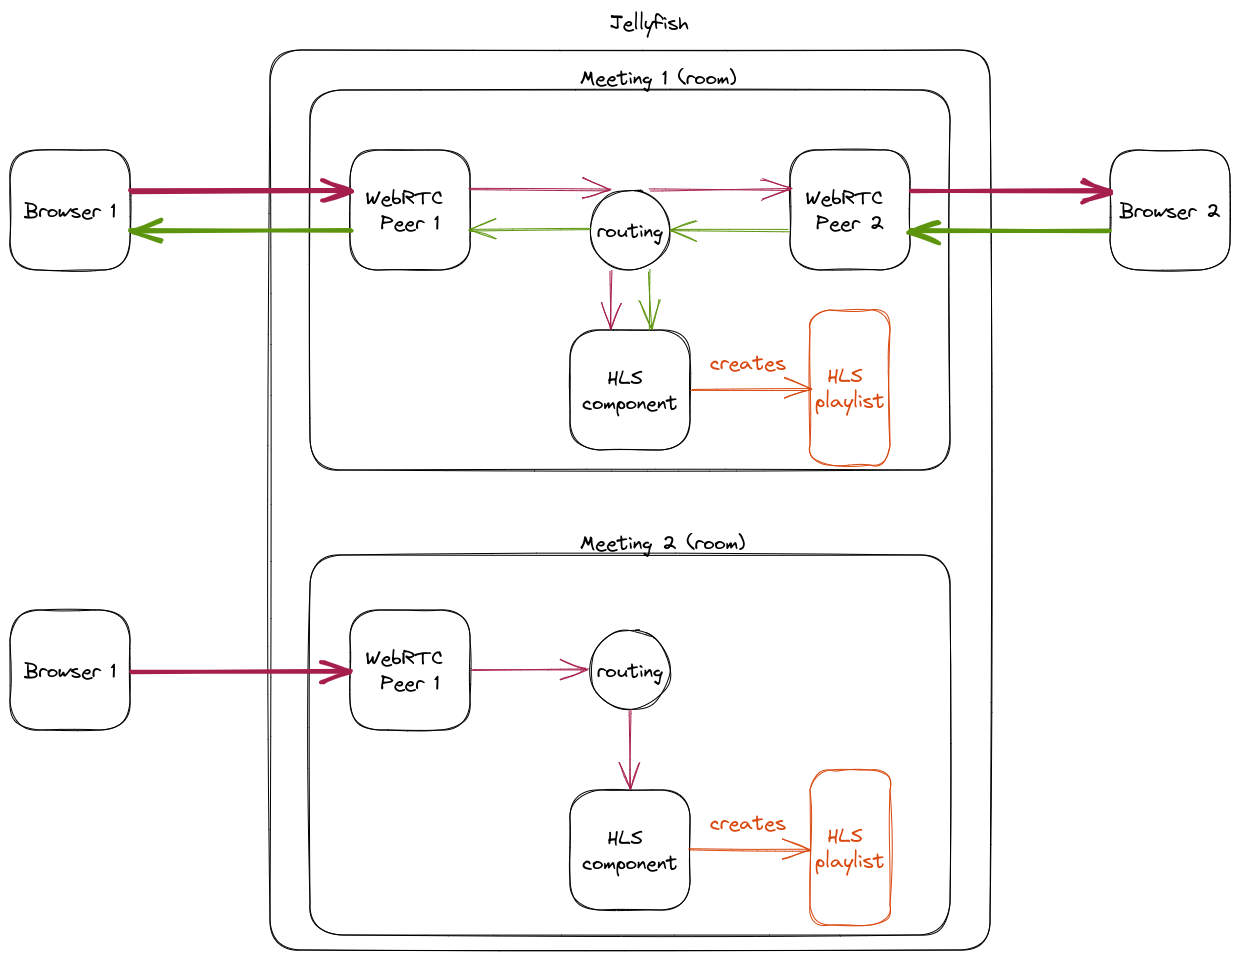 Jellyfish
Meeting 1 (room)
Browser 1
WebRTC
Peer 1
routing
WebRTC
Peer 2
Browser 2
HLS
component
creates
HLS
playlist
Meeting 2 (room)
Browser 1
WebRTC
Peer 1
routing
HLS
component
creates
HLS
playlist